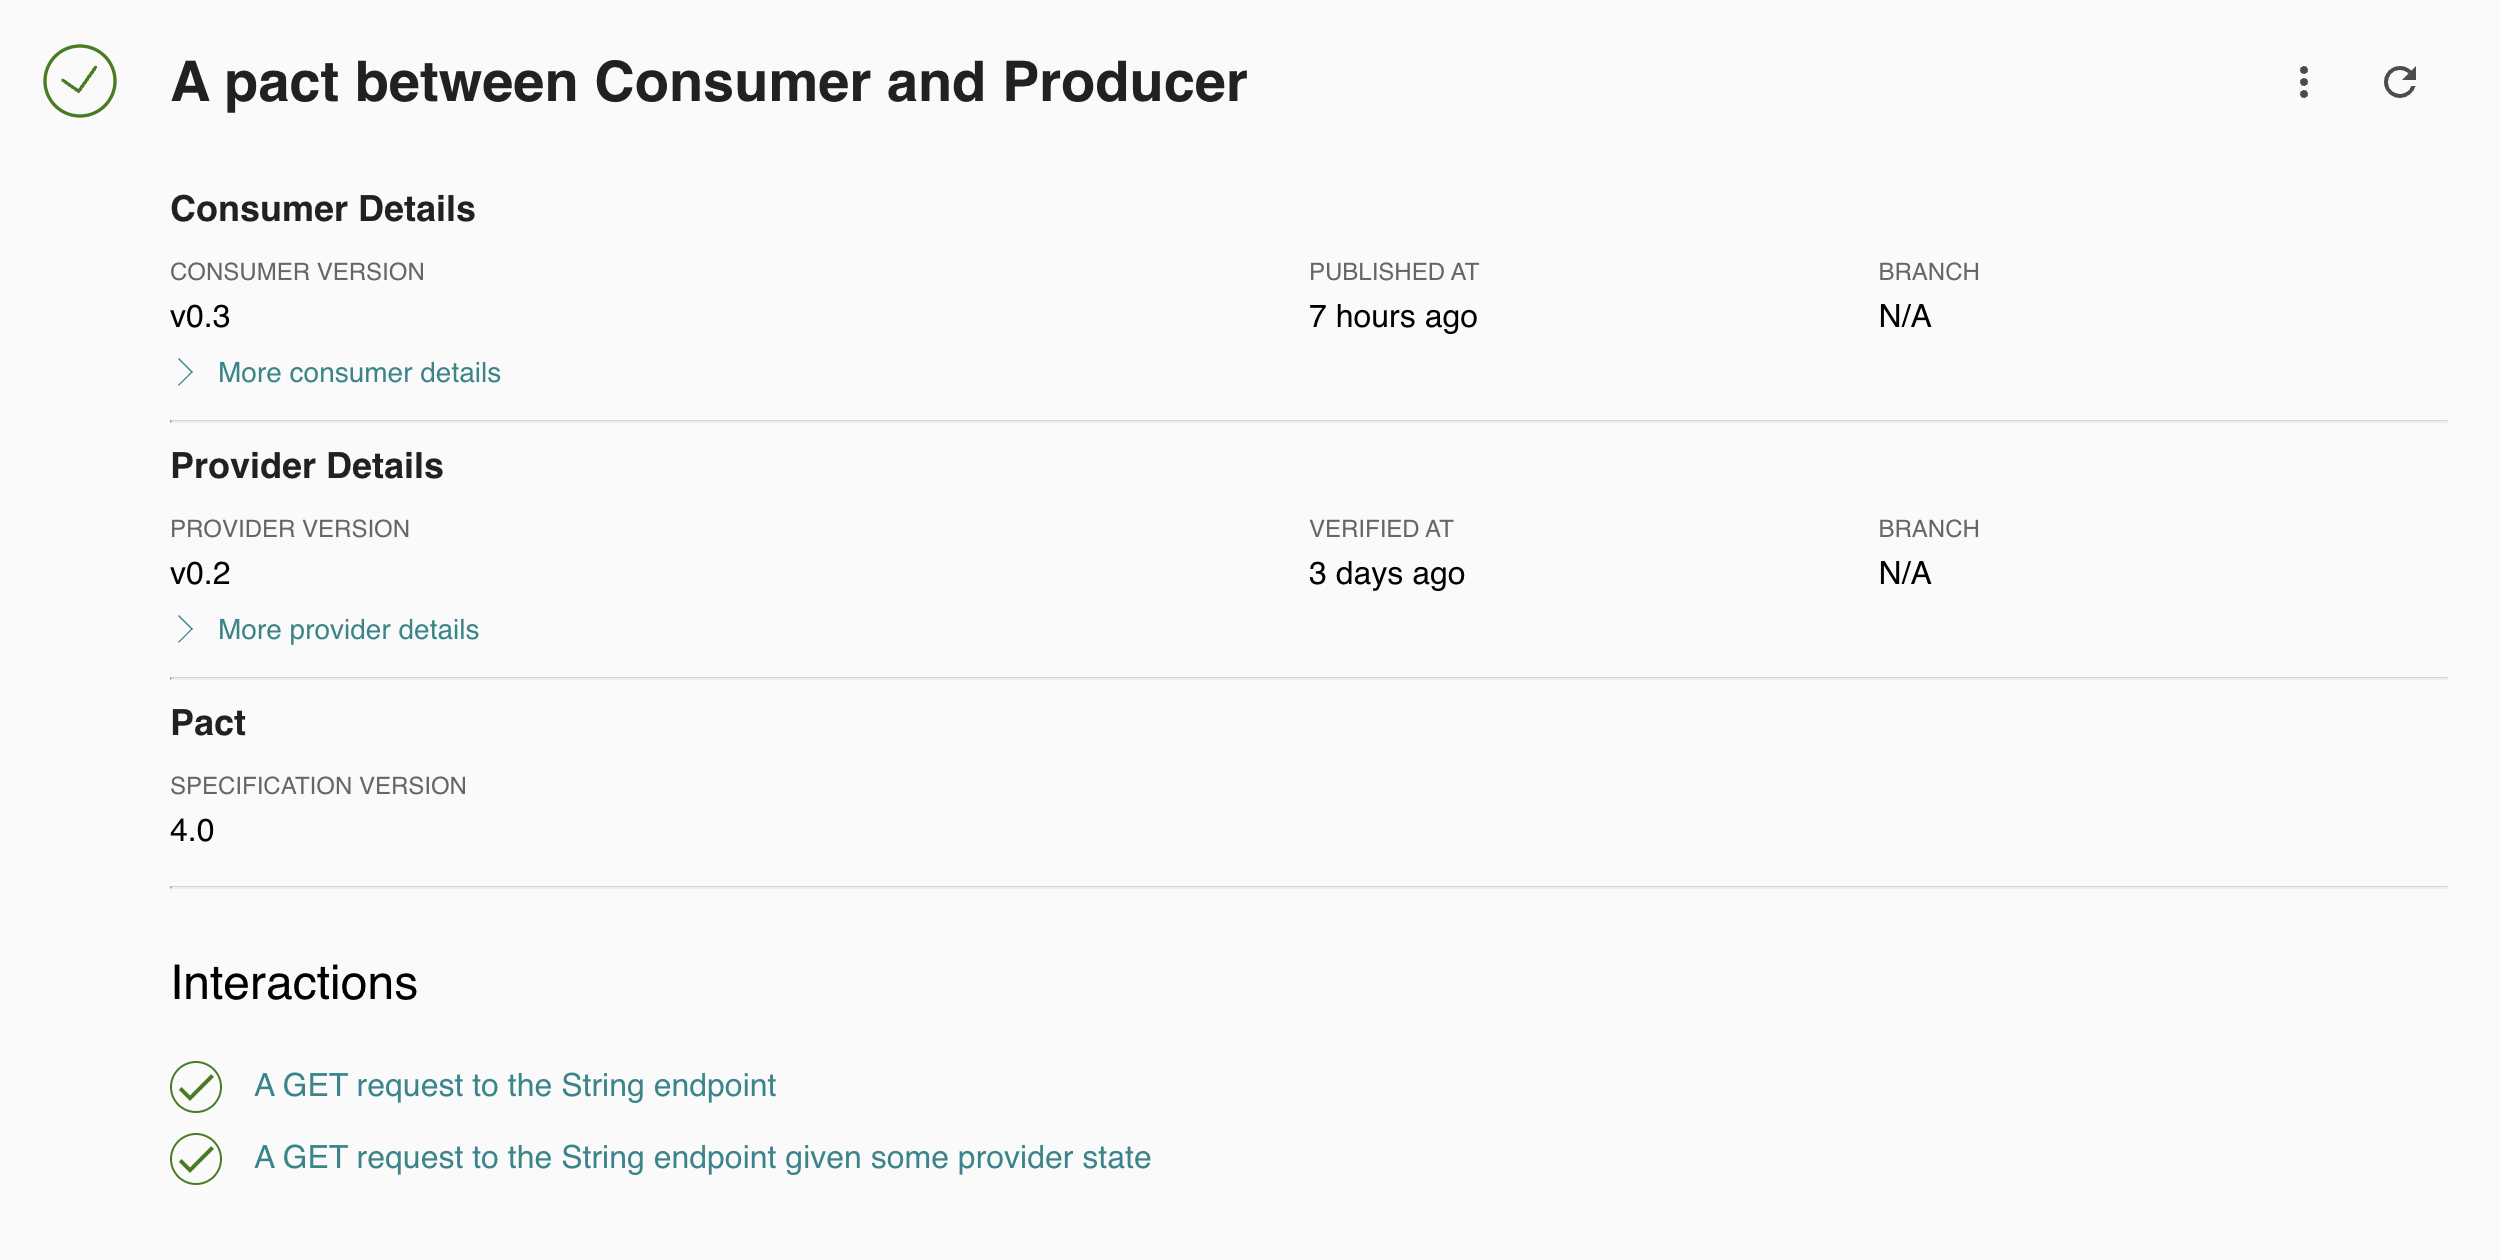 A pact between Consumer and Producer
Consumer Details
CONSUMER VERSION PUBLISHED AT BRANCH
v0.3 7 hours ago N/A
More consumer details
Provider Details
PROVIDER VERSION VERIFIED AT BRANCH
v0.2 3 days ago N/A
More provider details
Pact
SPECIFICATION VERSION
4.0
Interactions
A GET request to the String endpoint
A GET request to the String endpoint given some provider state